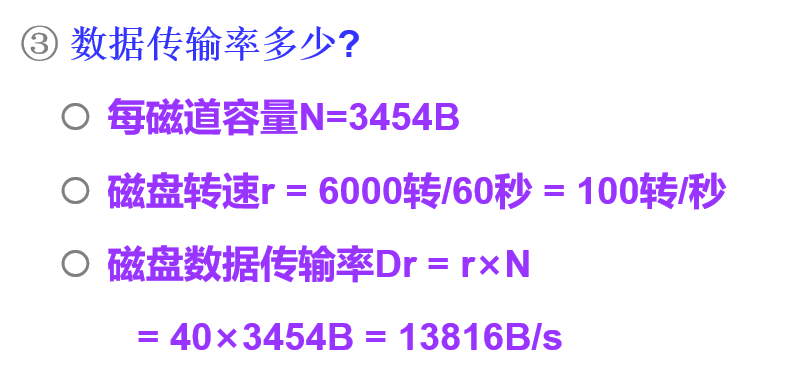 ③ 数据传输率多少?
○ 每磁道容量N=3454B
○ 磁盘转速r = 6000转/60秒 = 100转/秒
○ 磁盘数据传输率Dr = r×N
= 40×3454B = 13816B/s